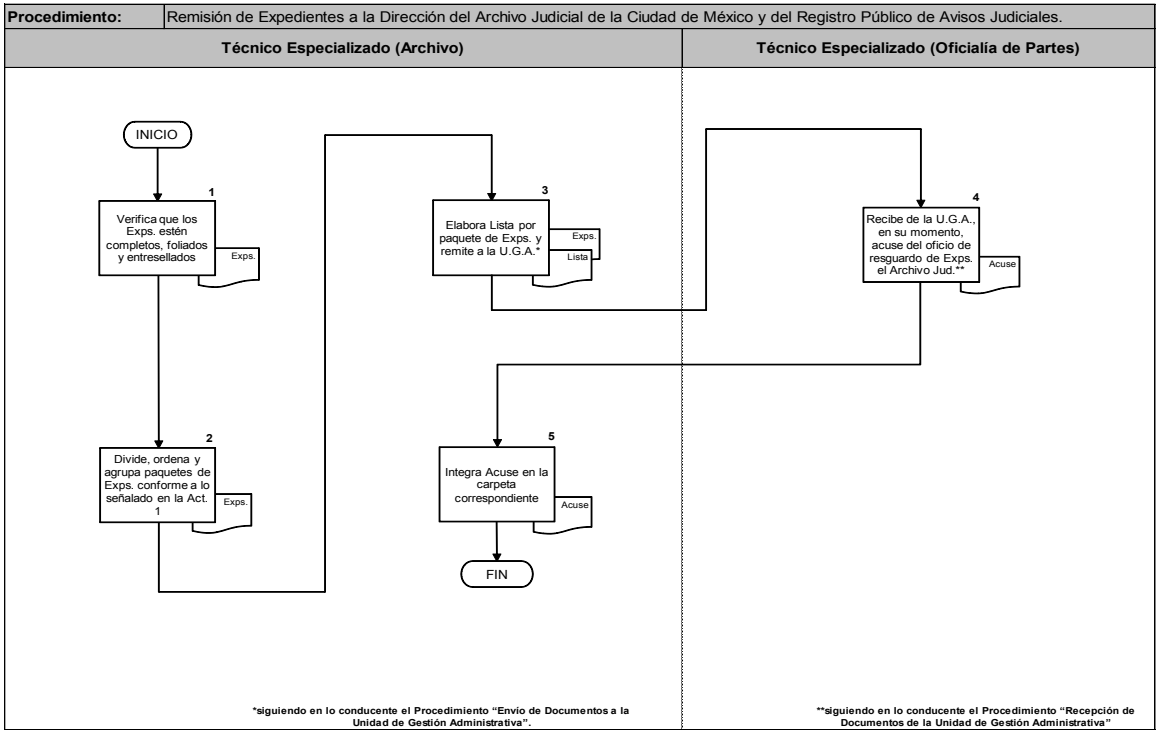 Procedimiento: Remisión de Expedientes a la Dirección del Archivo Judicial de la Ciudad de México y del Registro Público de Avisos Judiciales.
Técnico Especializado (Archivo)
Técnico Especializado (Oficialía de Partes)
INICIO
1
Verifica que los
Exps. estén
completos, foliados
y entresellados
Exps.
2
Divide, ordena y
agrupa paquetes de
Exps. conforme a lo
señalado en la Act.
1
Exps.
3
Elabora Lista por
paquete de Exps. y
remite a la U.G.A.*
Exps.
Lista
4
Recibe de la U.G.A.,
en su momento,
acuse del oficio de
resguardo de Exps.
el Archivo Jud.**
Acuse
5
Integra Acuse en la
carpeta
correspondiente
Acuse
FIN
*siguiendo en lo conducente el Procedimiento “Envío de Documentos a la
Unidad de Gestión Administrativa”.
**siguiendo en lo conducente el Procedimiento “Recepción de
Documentos de la Unidad de Gestión Administrativa”